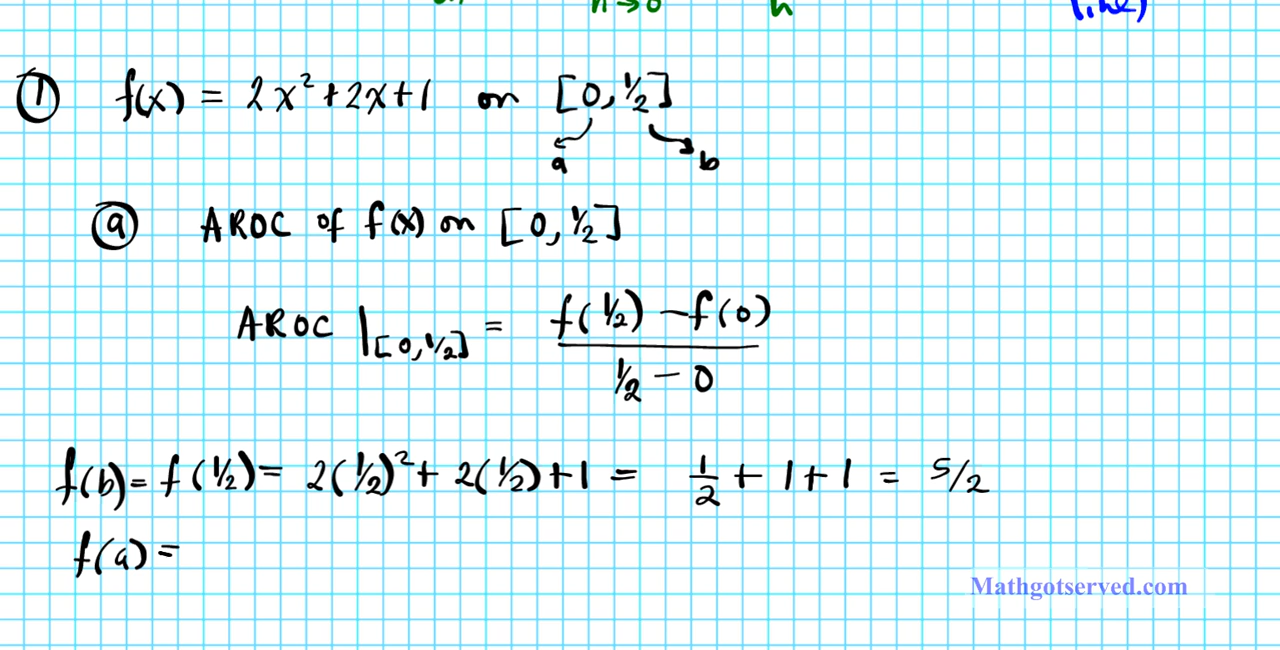 h→0 h line)
① f(x) = 2x² + 2x + 1 on [0, 1/2]
a b
ⓐ AROC of f(x) on [0, 1/2]
AROC |[0, 1/2] = f(1/2) − f(0)
1/2 − 0
f(b) = f(1/2) = 2(1/2)² + 2(1/2) + 1 = 1/2 + 1 + 1 = 5/2
f(a) =
Mathgotserved.com